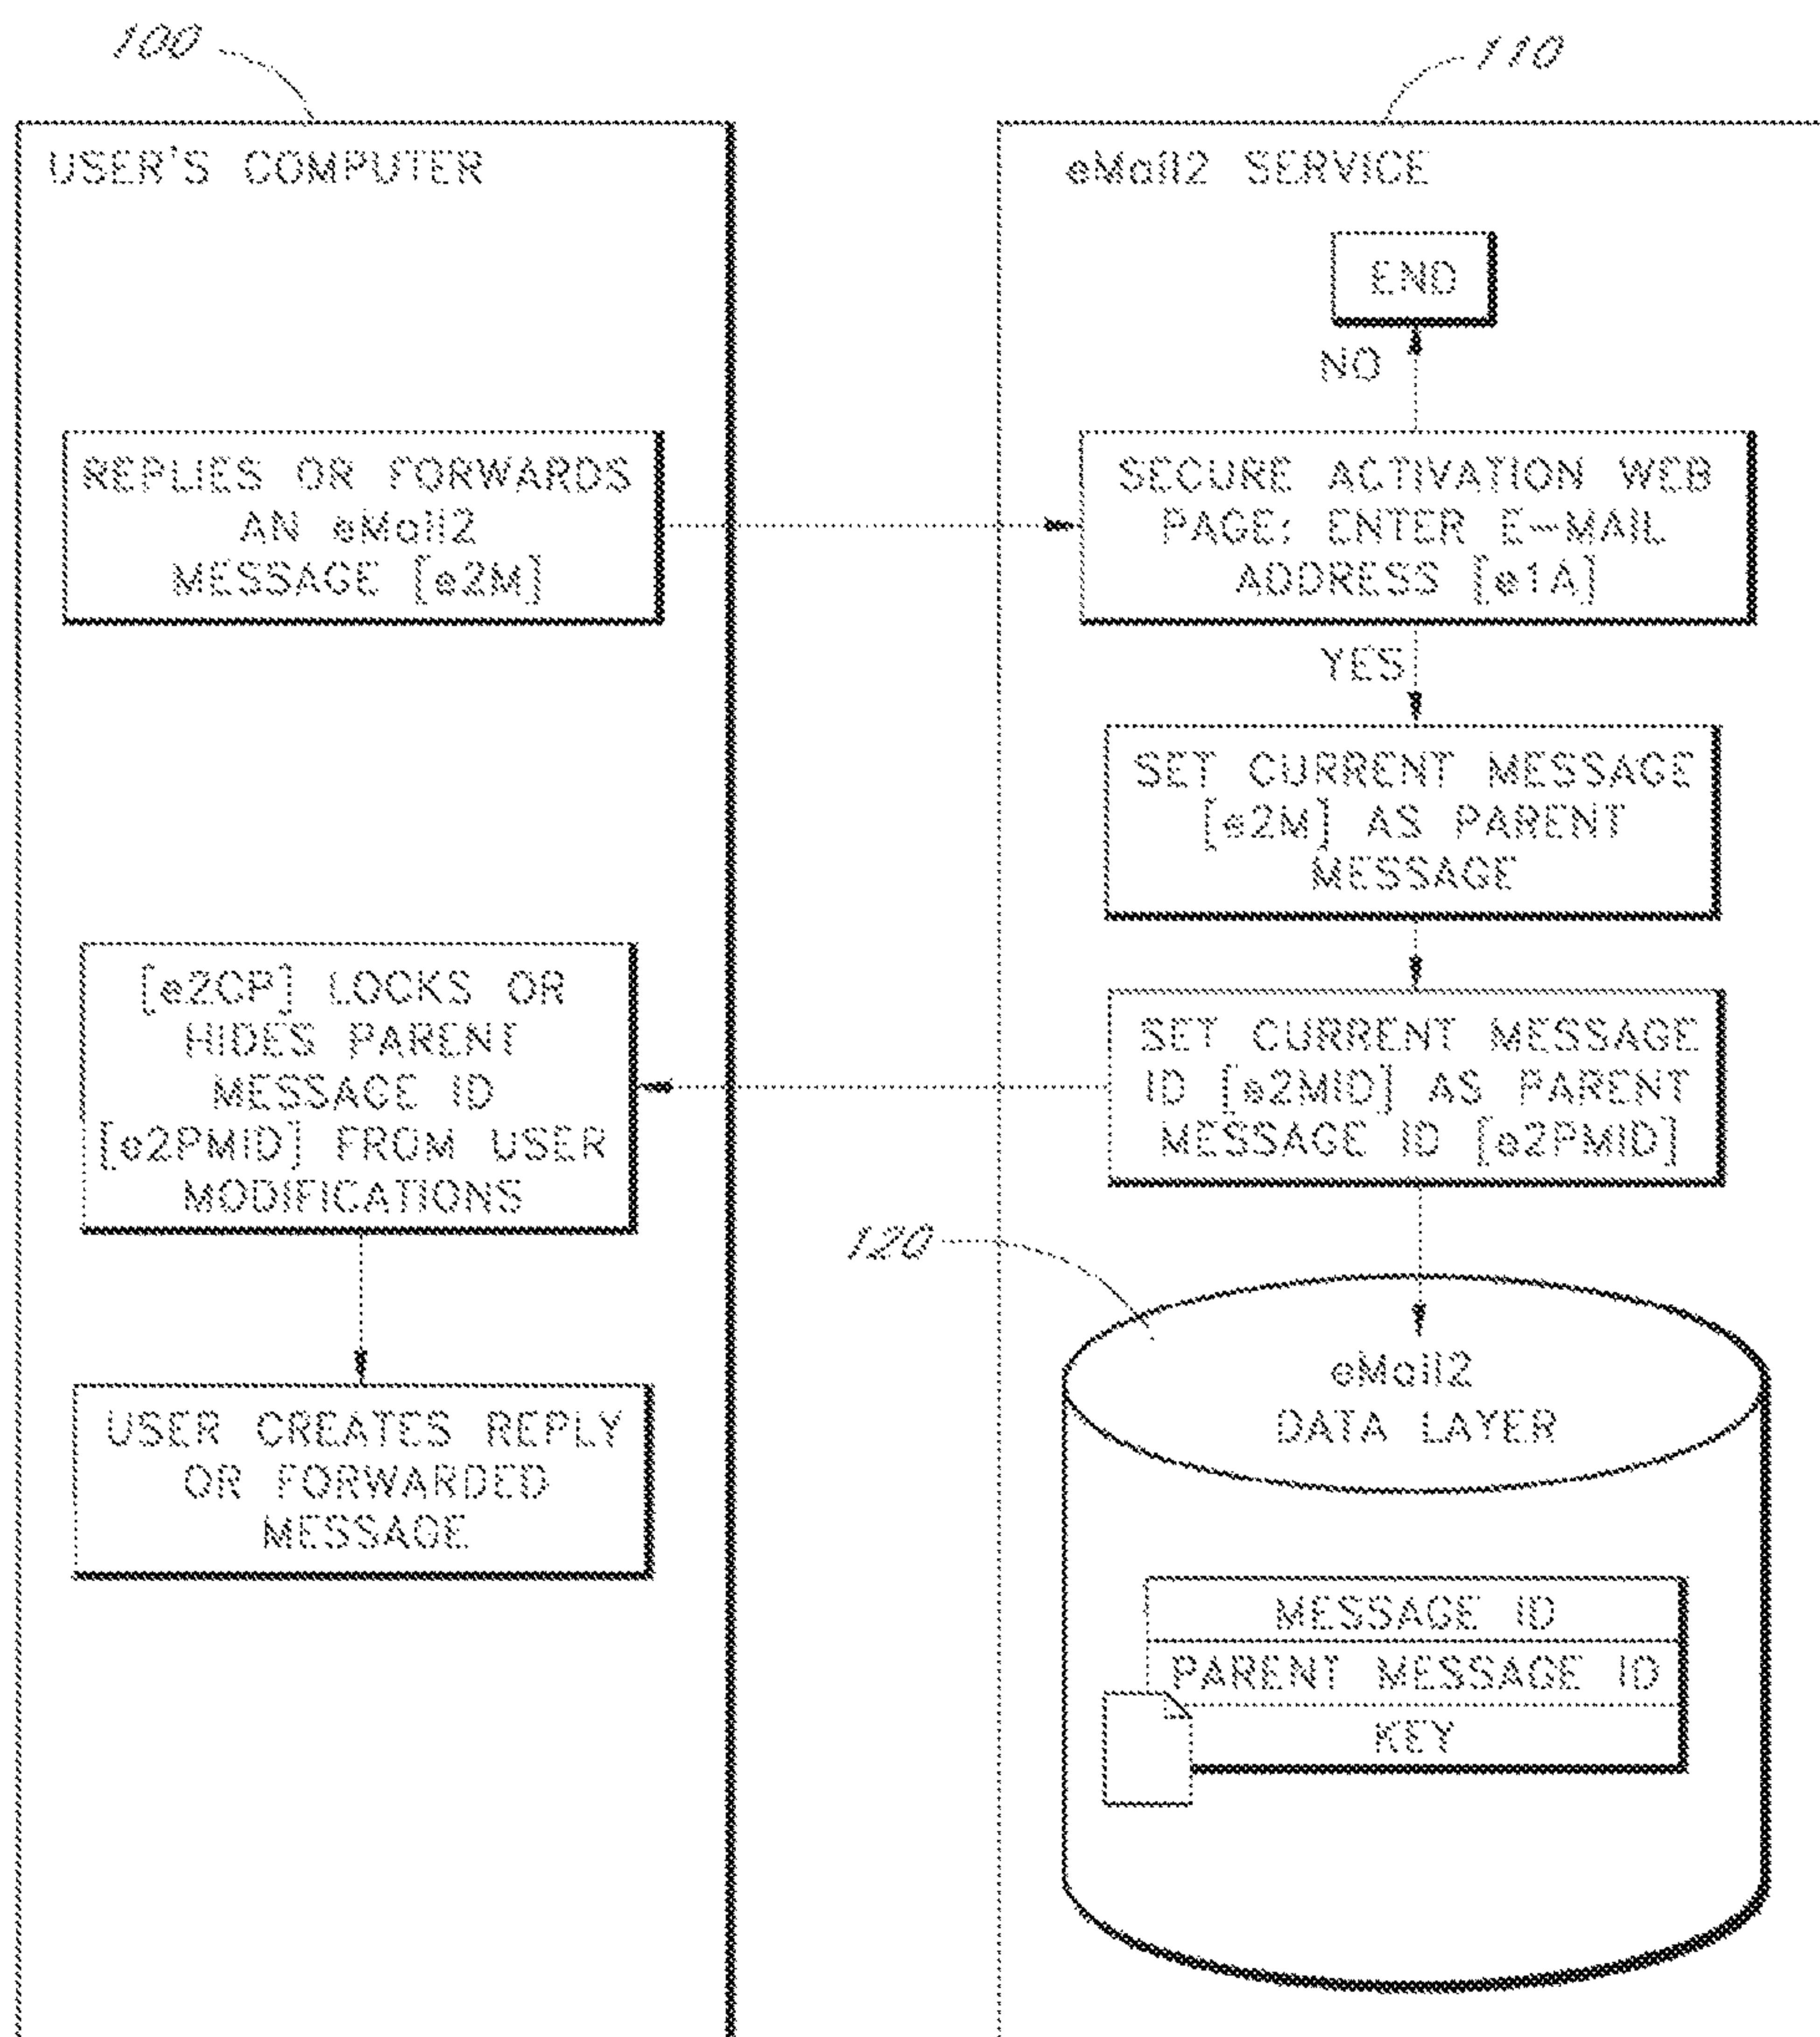 100
110
USER'S COMPUTER
eMail2 SERVICE
END
NO
REPLIES OR FORWARDS
AN eMail2
MESSAGE [e2M]
SECURE ACTIVATION WEB
PAGE: ENTER E-MAIL
ADDRESS [e1A]
YES
SET CURRENT MESSAGE
[e2M] AS PARENT
MESSAGE
[e2CP] LOCKS OR
HIDES PARENT
MESSAGE ID
[e2PMID] FROM USER
MODIFICATIONS
SET CURRENT MESSAGE
ID [e2MID] AS PARENT
MESSAGE ID [e2PMID]
120
USER CREATES REPLY
OR FORWARDED
MESSAGE
eMail2
DATA LAYER
MESSAGE ID
PARENT MESSAGE ID
KEY